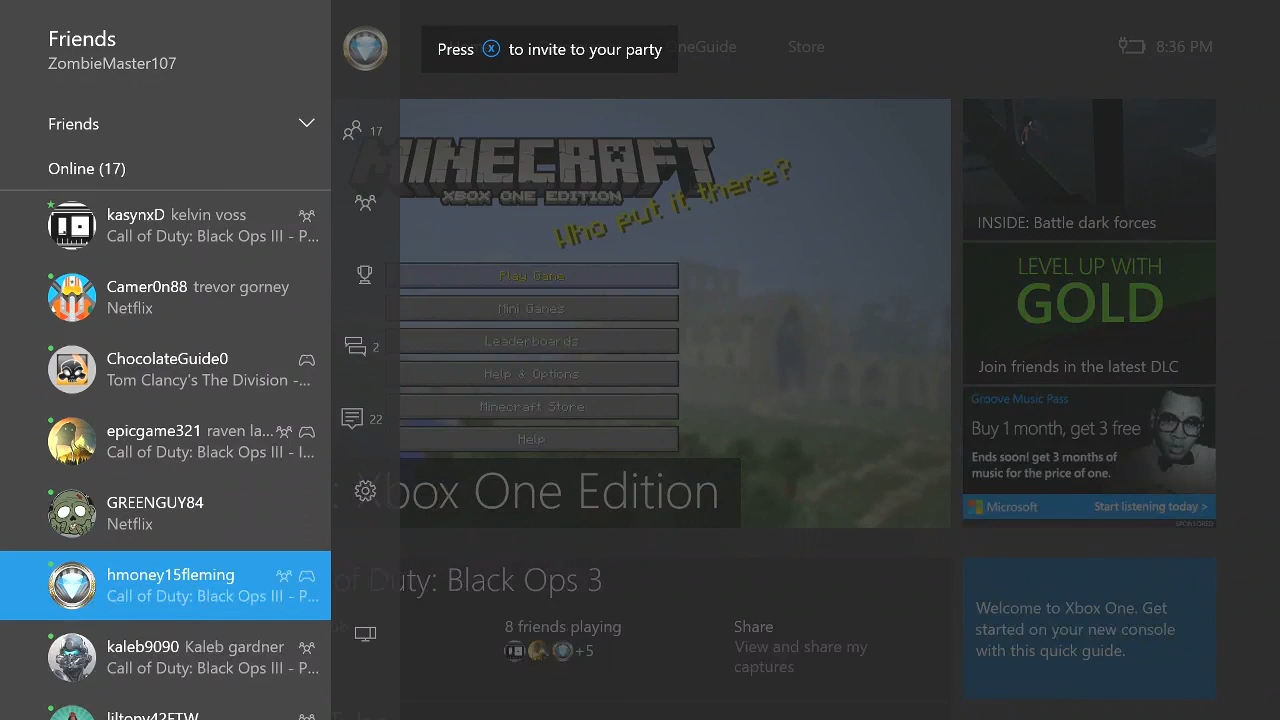 Friends
ZombieMaster107
Friends
Online (17)
kasynxD kelvin voss
Call of Duty: Black Ops III - P...
Camer0n88 trevor gorney
Netflix
ChocolateGuide0
Tom Clancy's The Division -...
epicgame321 raven la...
Call of Duty: Black Ops III - I...
GREENGUY84
Netflix
hmoney15fleming
Call of Duty: Black Ops III - P...
kaleb9090 Kaleb gardner
Call of Duty: Black Ops III - P...
liltony42FTW
17
2
22
Press X to invite to your party
OneGuide
Store
8:36 PM
MINECRAFT
XBOX ONE EDITION
Who put it there?
Play Game
Mini Games
Leaderboards
Help & Options
Minecraft Store
Help
: Xbox One Edition
INSIDE: Battle dark forces
LEVEL UP WITH
GOLD
Join friends in the latest DLC
Groove Music Pass
Buy 1 month, get 3 free
Ends soon! get 3 months of
music for the price of one.
Microsoft
Start listening today >
SPONSORED
of Duty: Black Ops 3
8 friends playing
+5
Share
View and share my
captures
Welcome to Xbox One. Get
started on your new console
with this quick guide.